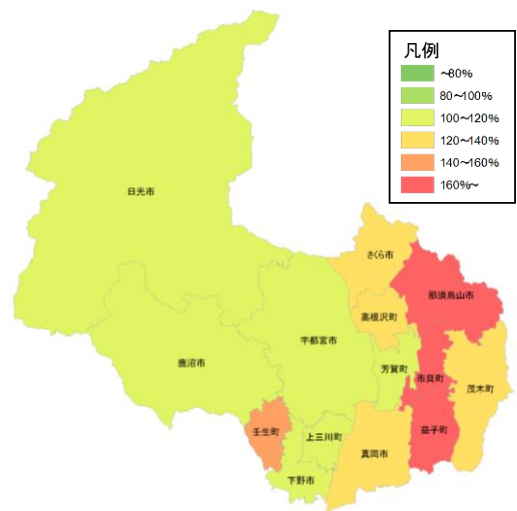 凡例
~80%
80~100%
100~120%
120~140%
140~160%
160%~
日光市
さくら市
那須烏山市
高根沢町
宇都宮市
芳賀町
鹿沼市
市貝町
茂木町
壬生町
上三川町
益子町
真岡市
下野市